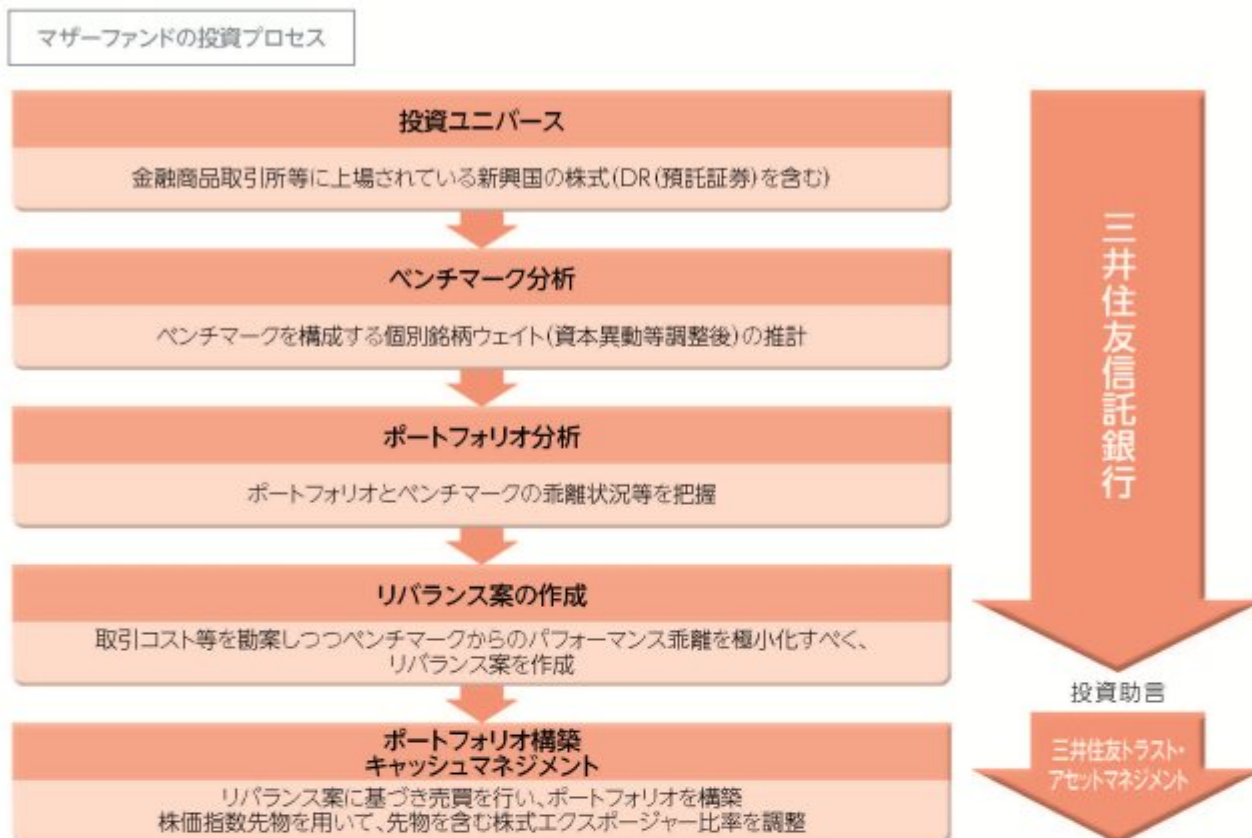 マザーファンドの投資プロセス
投資ユニバース
金融商品取引所等に上場されている新興国の株式(DR(預託証券)を含む)
ベンチマーク分析
ベンチマークを構成する個別銘柄ウェイト(資本異動等調整後)の推計
ポートフォリオ分析
ポートフォリオとベンチマークの乖離状況等を把握
リバランス案の作成
取引コスト等を勘案しつつベンチマークからのパフォーマンス乖離を極小化すべく、
リバランス案を作成
ポートフォリオ構築
キャッシュマネジメント
リバランス案に基づき売買を行い、ポートフォリオを構築
株価指数先物を用いて、先物を含む株式エクスポージャー比率を調整
三井住友信託銀行
投資助言
三井住友トラスト・
アセットマネジメント